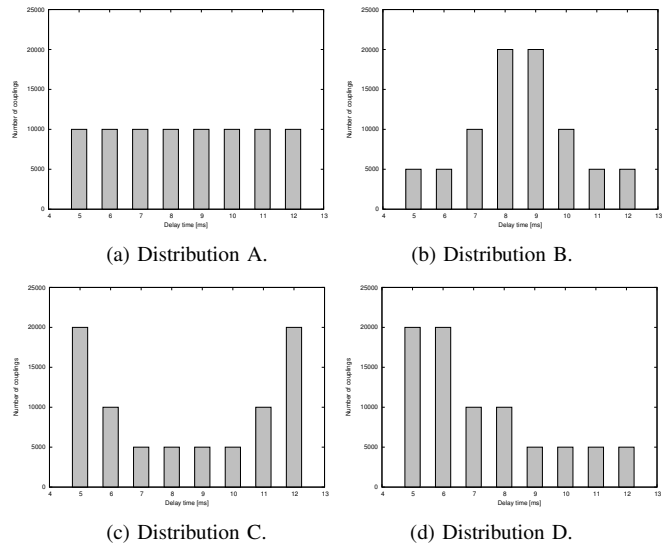 25000
20000
15000
10000
5000
0
Number of couplings
4 5 6 7 8 9 10 11 12 13
Delay time [ms]
(a) Distribution A.
25000
20000
15000
10000
5000
0
Number of couplings
4 5 6 7 8 9 10 11 12 13
Delay time [ms]
(b) Distribution B.
25000
20000
15000
10000
5000
0
Number of couplings
4 5 6 7 8 9 10 11 12 13
Delay time [ms]
(c) Distribution C.
25000
20000
15000
10000
5000
0
Number of couplings
4 5 6 7 8 9 10 11 12 13
Delay time [ms]
(d) Distribution D.